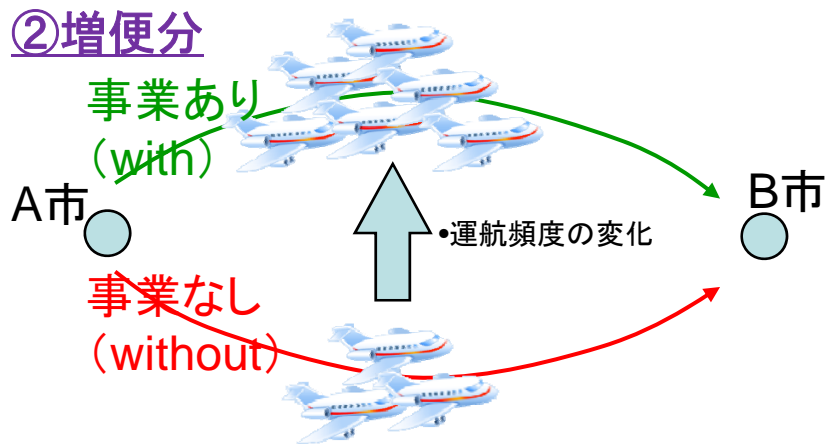 ②増便分
事業あり
（with）
A市
B市
•運航頻度の変化
事業なし
（without）